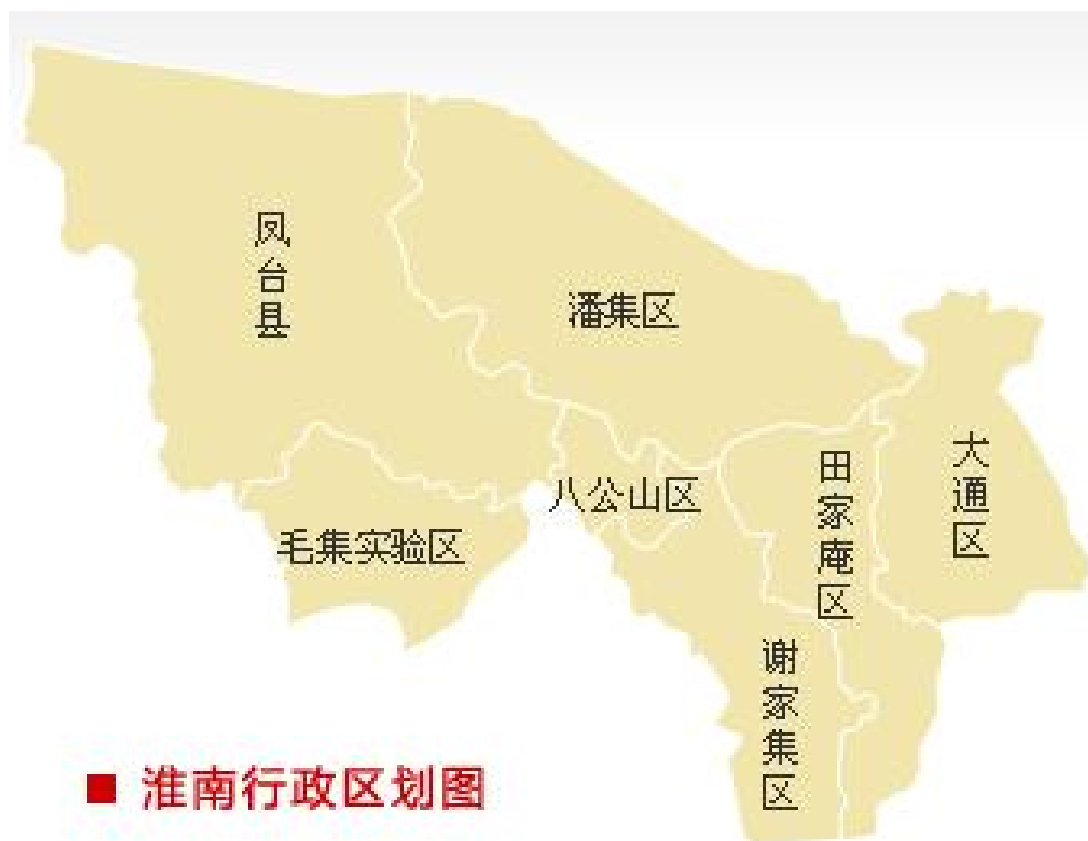 凤台县
潘集区
八公山区
田家庵区
大通区
毛集实验区
谢家集区
淮南行政区划图